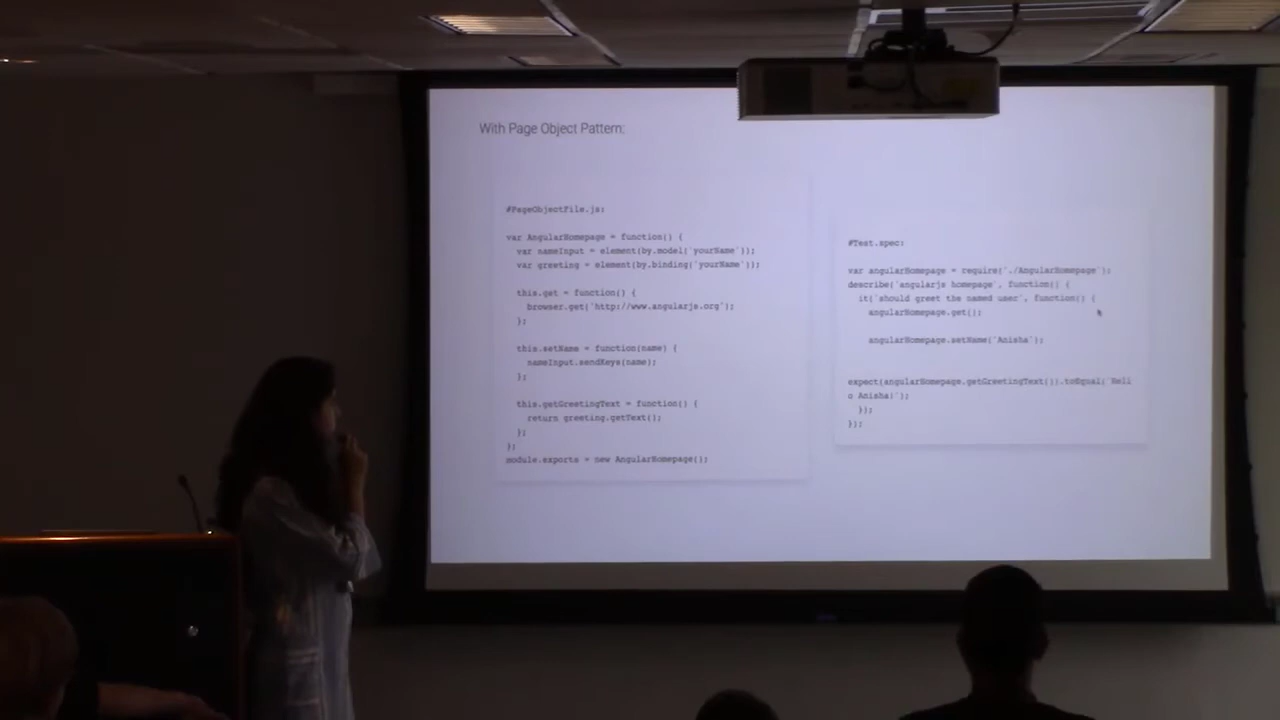 With Page Object Pattern:
#PageObjectFile.js:
var AngularHomepage = function() {
var nameInput = element(by.model('yourName'));
var greeting = element(by.binding('yourName'));
this.get = function() {
browser.get('http://www.angularjs.org');
};
this.setName = function(name) {
nameInput.sendKeys(name);
};
this.getGreetingText = function() {
return greeting.getText();
};
};
module.exports = new AngularHomepage();
#Test.spec:
var angularHomepage = require('./AngularHomepage');
describe('angularjs homepage', function() {
it('should greet the named user', function() {
angularHomepage.get();
angularHomepage.setName('Anisha');
expect(angularHomepage.getGreetingText()).toEqual('Hell
o Anisha!');
});
});